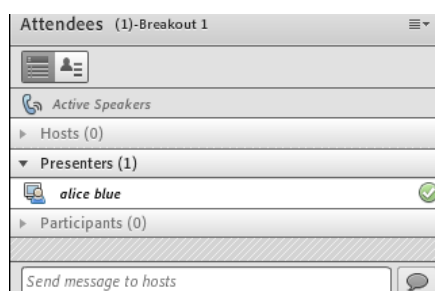 Attendees (1)-Breakout 1
Active Speakers
Hosts (0)
Presenters (1)
alice blue
Participants (0)
Send message to hosts